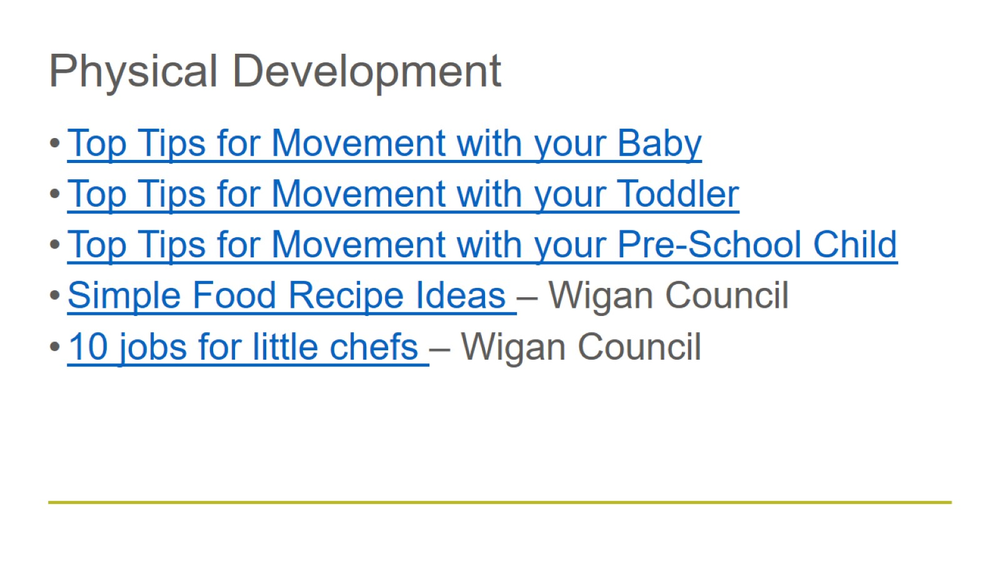 Physical Development
• Top Tips for Movement with your Baby
• Top Tips for Movement with your Toddler
• Top Tips for Movement with your Pre-School Child
• Simple Food Recipe Ideas – Wigan Council
• 10 jobs for little chefs – Wigan Council